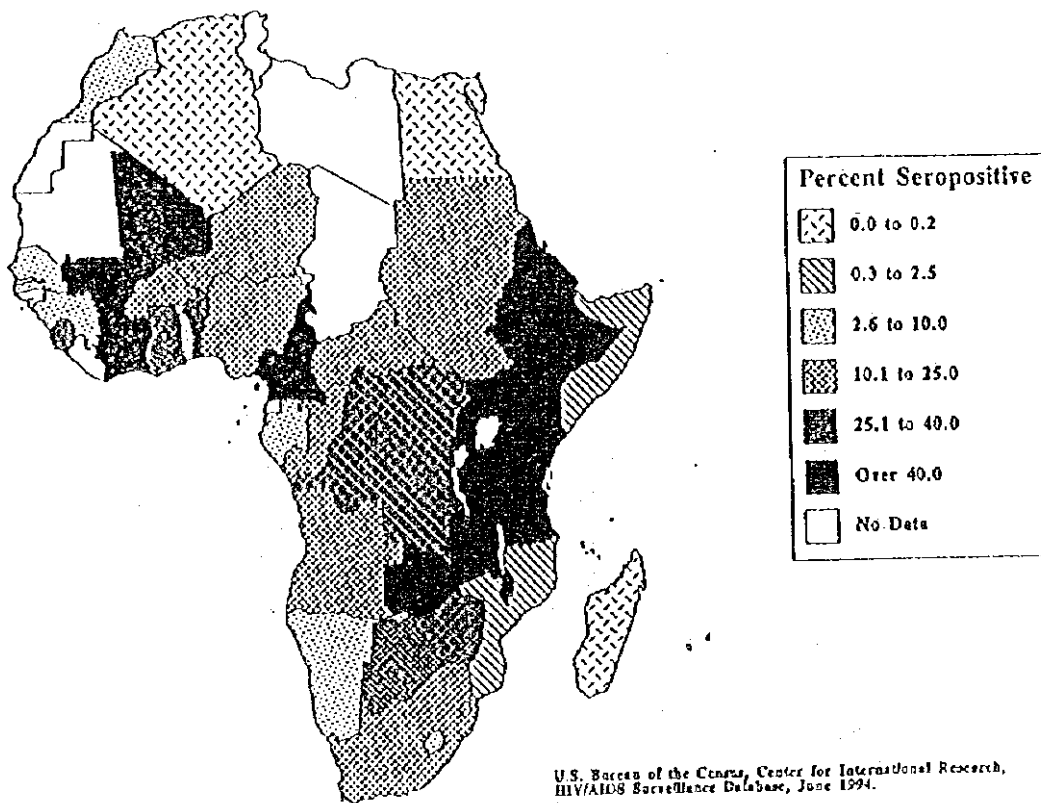 Percent Seropositive
0.0 to 0.2
0.3 to 2.5
2.6 to 10.0
10.1 to 25.0
25.1 to 40.0
Over 40.0
No Data
U.S. Bureau of the Census, Center for International Research,
HIV/AIDS Surveillance Database, June 1994.